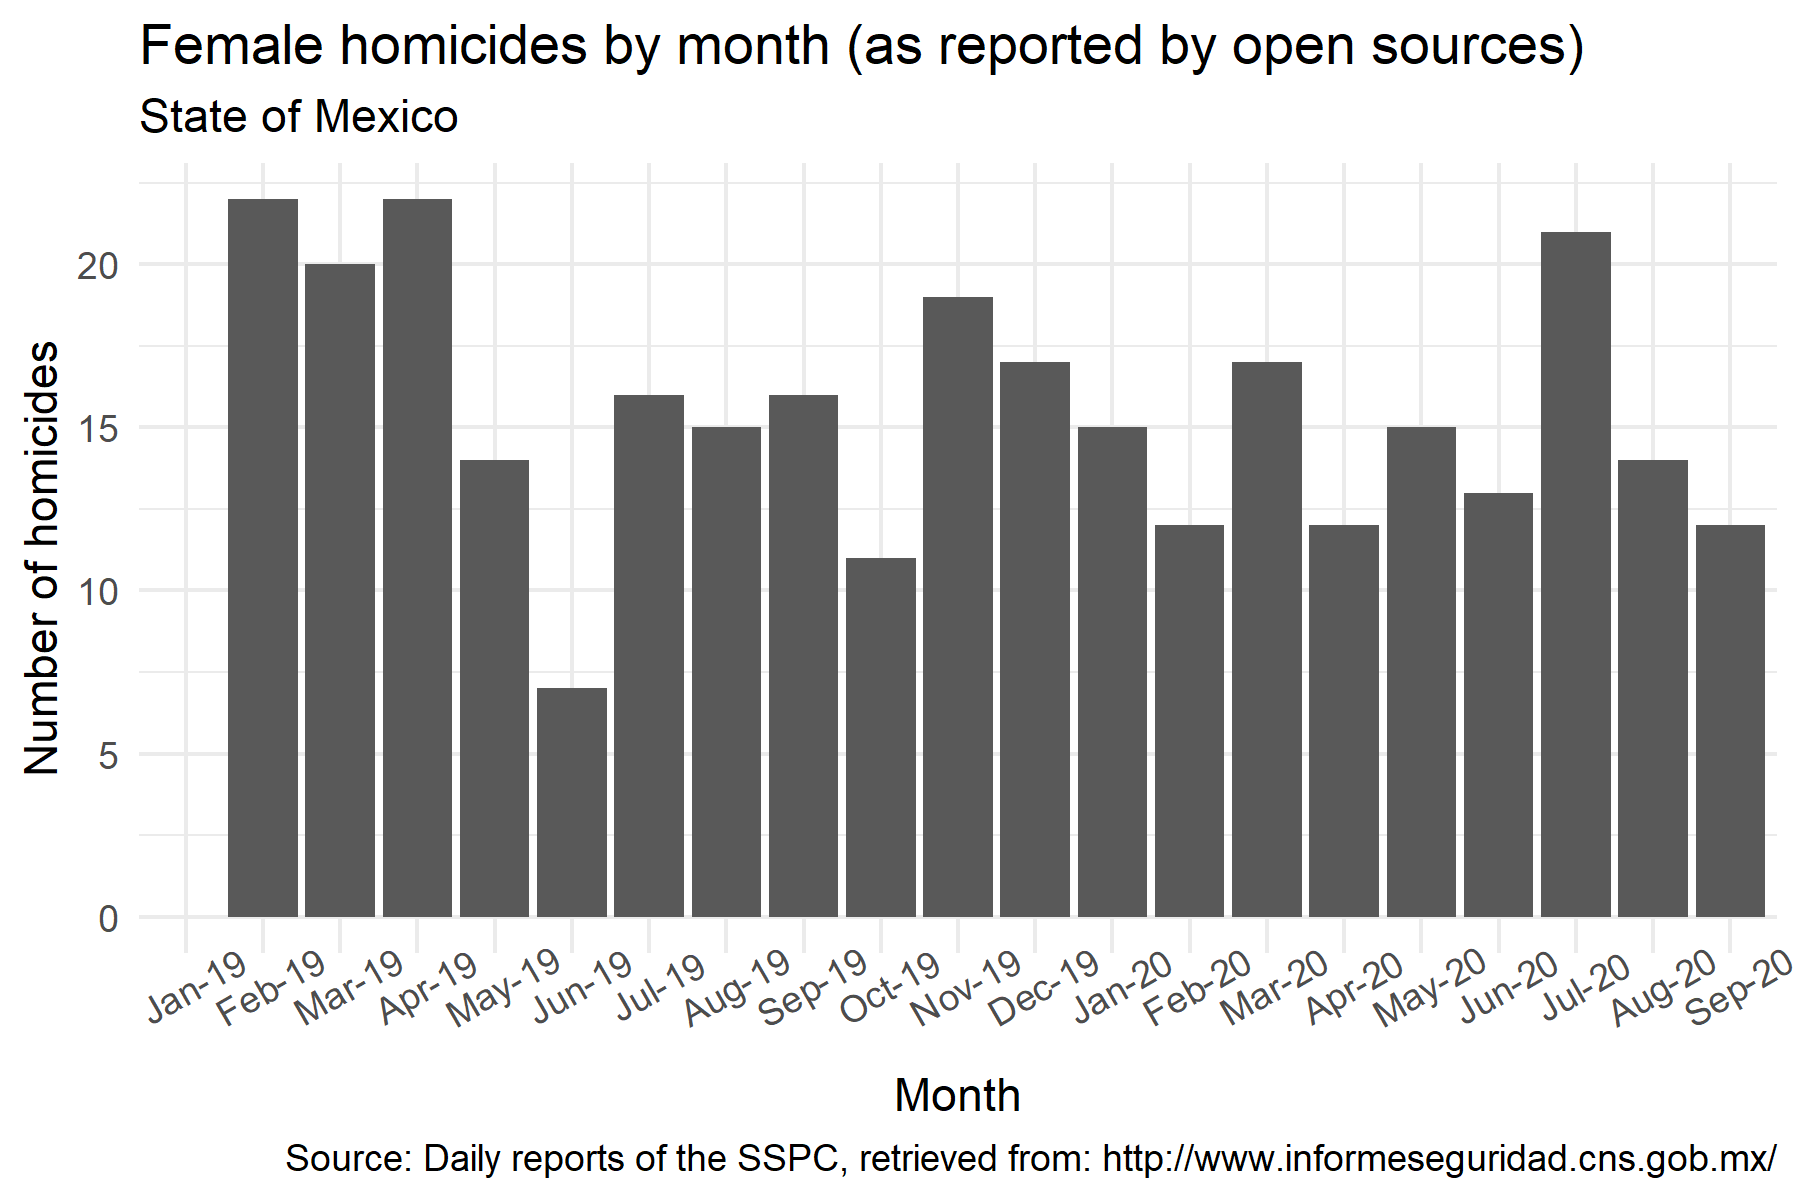 Female homicides by month (as reported by open sources)
State of Mexico
Number of homicides
20
15
10
5
0
Jan-19
Feb-19
Mar-19
Apr-19
May-19
Jun-19
Jul-19
Aug-19
Sep-19
Oct-19
Nov-19
Dec-19
Jan-20
Feb-20
Mar-20
Apr-20
May-20
Jun-20
Jul-20
Aug-20
Sep-20
Month
Source: Daily reports of the SSPC, retrieved from: http://www.informeseguridad.cns.gob.mx/